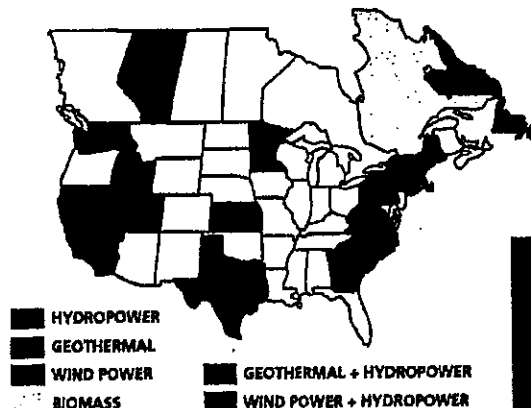 HYDROPOWER
GEOTHERMAL
WIND POWER
BIOMASS
GEOTHERMAL + HYDROPOWER
WIND POWER + HYDROPOWER